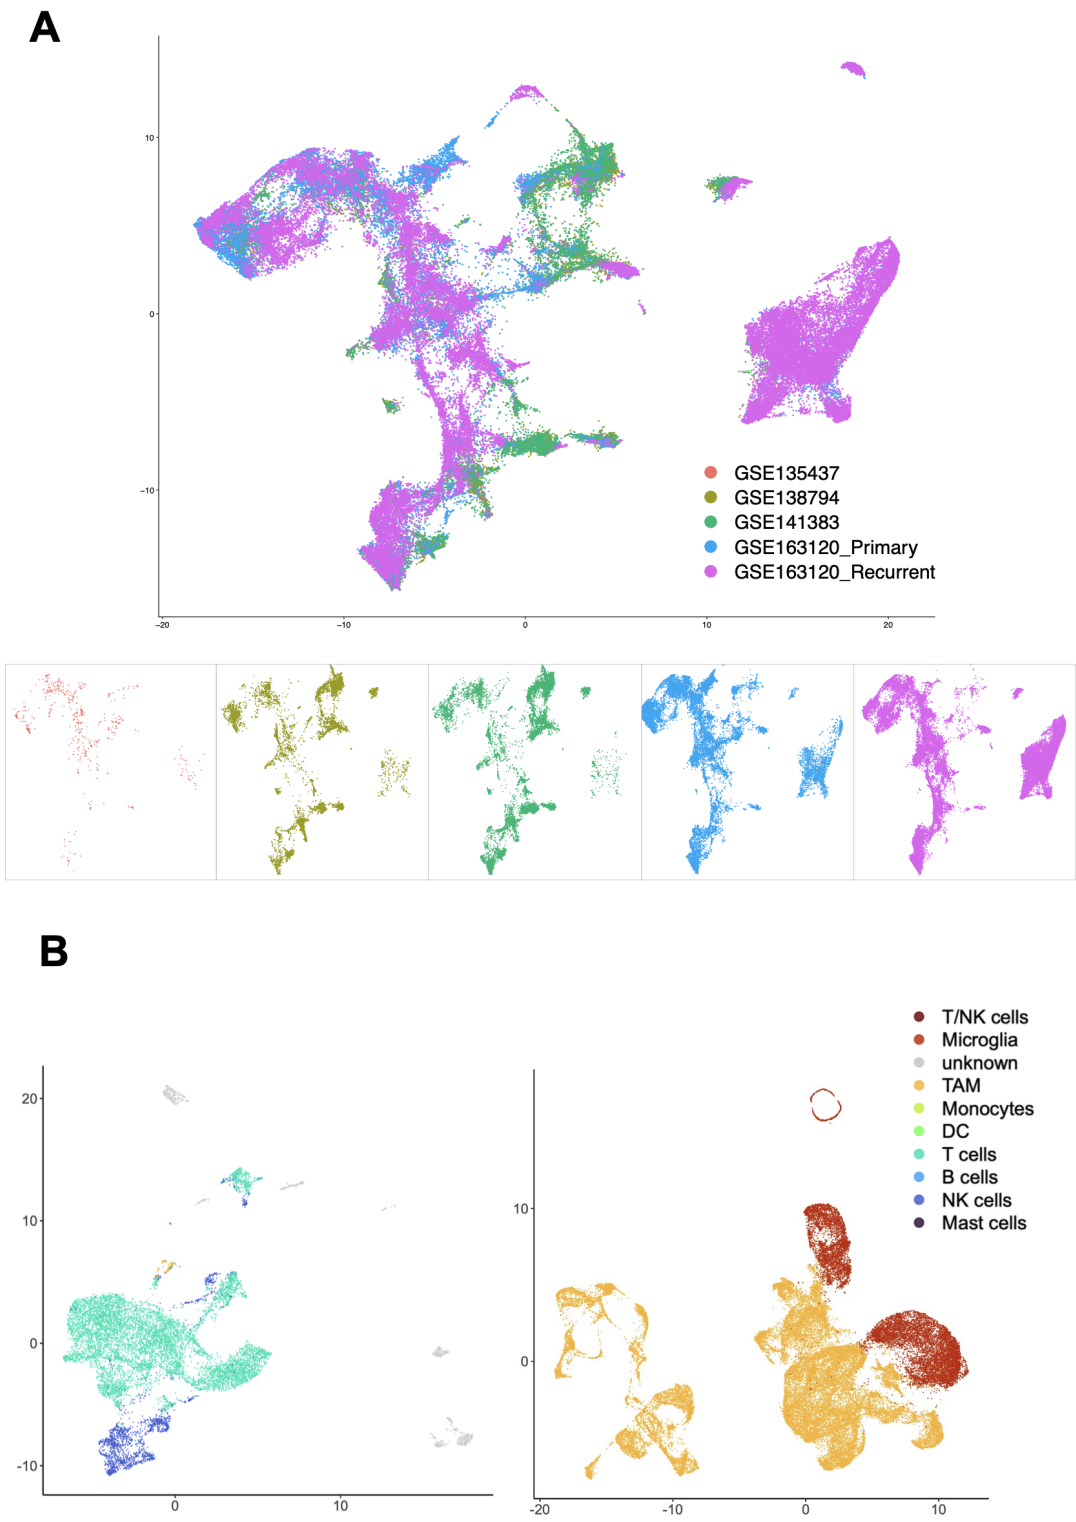 A
10
0
−10
−20
−10
0
10
20
GSE135437
GSE138794
GSE141383
GSE163120_Primary
GSE163120_Recurrent
B
T/NK cells
Microglia
unknown
TAM
Monocytes
DC
T cells
B cells
NK cells
Mast cells
20
10
0
-10
0
10
10
0
-20
-10
0
10